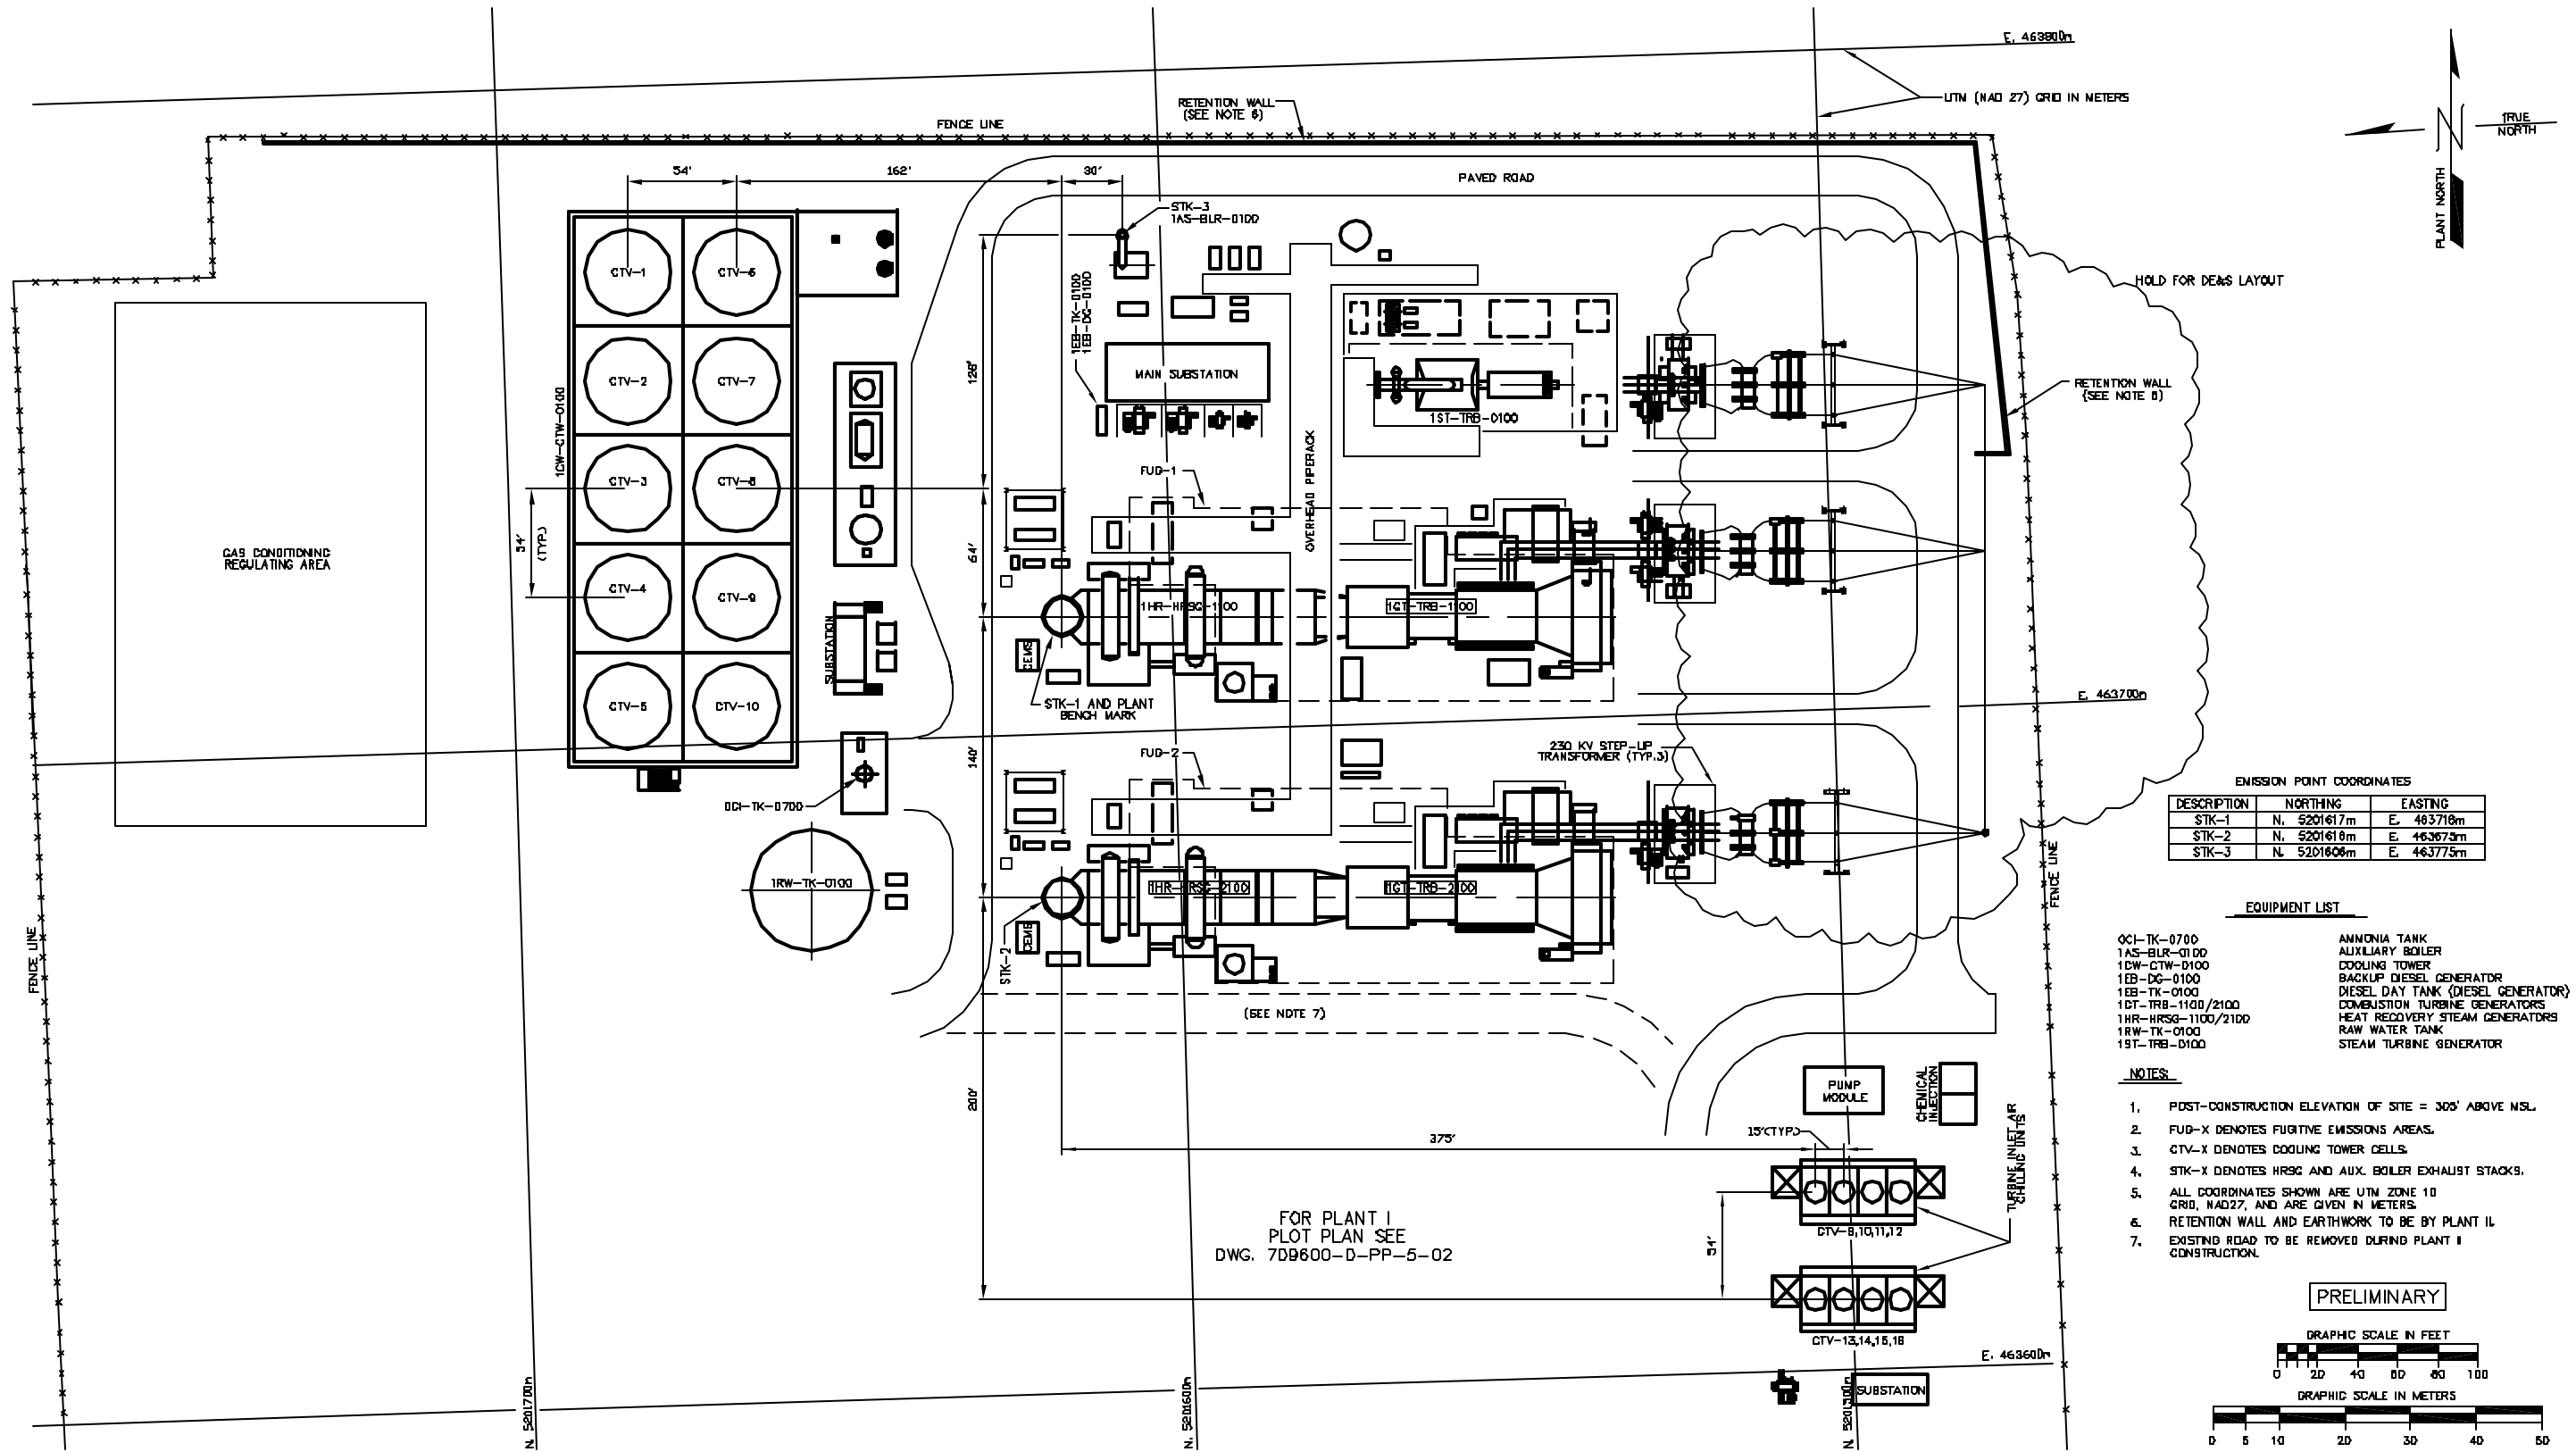 E. 463800m
UTM (NAD 27) GRID IN METERS
RETENTION WALL
(SEE NOTE 6)
FENCE LINE
TRUE
NORTH
PLANT NORTH
54'
162'
30'
PAVED ROAD
STK-3
1AS-BLR-0100
CTV-1
CTV-6
HOLD FOR DE&S LAYOUT
1EB-TK-0100
1EB-DG-0100
128'
MAIN SUBSTATION
CTV-2
CTV-7
RETENTION WALL
(SEE NOTE 6)
1ST-TRB-0100
1CW-CTW-0100
OVERHEAD PIPERACK
FUG-1
CTV-3
CTV-8
54'
(TYP.)
64'
GAS CONDITIONING
REGULATING AREA
CTV-4
CTV-9
1HR-HRSG-1100
1GT-TRB-1100
SUBSTATION
CEMS
STK-1 AND PLANT
BENCH MARK
E. 463700m
CTV-5
CTV-10
140'
FUG-2
230 KV STEP-UP
TRANSFORMER (TYP.3)
0CI-TK-0700
EMISSION POINT COORDINATES
DESCRIPTION NORTHING EASTING
STK-1 N. 5201617m E. 463718m
STK-2 N. 5201618m E. 463675m
STK-3 N. 5201606m E. 463775m
1RW-TK-0100
1HR-HRSG-2100
1GT-TRB-2100
FENCE LINE
FENCE LINE
CEMS
STK-2
EQUIPMENT LIST
0CI-TK-0700 AMMONIA TANK
1AS-BLR-0100 AUXILIARY BOILER
1CW-CTW-0100 COOLING TOWER
1EB-DG-0100 BACKUP DIESEL GENERATOR
1EB-TK-0100 DIESEL DAY TANK (DIESEL GENERATOR)
1GT-TRB-1100/2100 COMBUSTION TURBINE GENERATORS
1HR-HRSG-1100/2100 HEAT RECOVERY STEAM GENERATORS
1RW-TK-0100 RAW WATER TANK
1ST-TRB-0100 STEAM TURBINE GENERATOR
(SEE NOTE 7)
200'
PUMP
MODULE
CHEMICAL
INJECTION
NOTES:
1. POST-CONSTRUCTION ELEVATION OF SITE = 305' ABOVE MSL.
2. FUG-X DENOTES FUGITIVE EMISSIONS AREAS.
3. CTV-X DENOTES COOLING TOWER CELLS.
4. STK-X DENOTES HRSG AND AUX. BOILER EXHAUST STACKS.
5. ALL COORDINATES SHOWN ARE UTM ZONE 10
GRID, NAD27, AND ARE GIVEN IN METERS.
6. RETENTION WALL AND EARTHWORK TO BE BY PLANT II.
7. EXISTING ROAD TO BE REMOVED DURING PLANT II
CONSTRUCTION.
375'
15'(TYP.)
TURBINE INLET AIR
CHILLING UNITS
FOR PLANT I
PLOT PLAN SEE
DWG. 7D9600-D-PP-5-02
54'
CTV-9,10,11,12
CTV-13,14,15,16
PRELIMINARY
GRAPHIC SCALE IN FEET
0 20 40 60 80 100
GRAPHIC SCALE IN METERS
0 5 10 20 30 40 50
E. 463600m
SUBSTATION
N. 5201700m
N. 5201600m
N. 5201500m